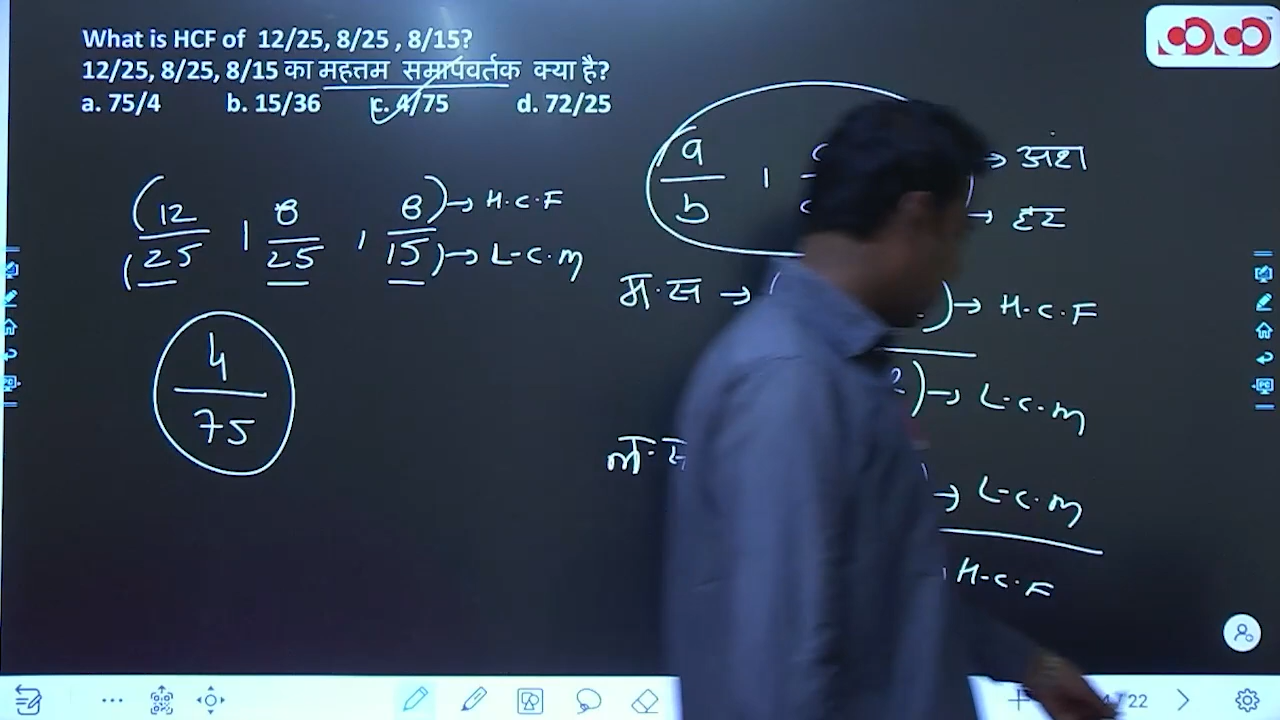 What is HCF of 12/25, 8/25 , 8/15?
12/25, 8/25, 8/15 का महत्तम समापवर्तक क्या है?
a. 75/4 b. 15/36 c. 4/75 d. 72/25
(12/25 , 8/25 , 8/15) → H.C.F
→ L.C.M
4/75
a/b , → अंश
→ हर
म.स → ( ) → H.C.F
) → L.C.M
ल.स → L.C.M
H.C.F
/ 22